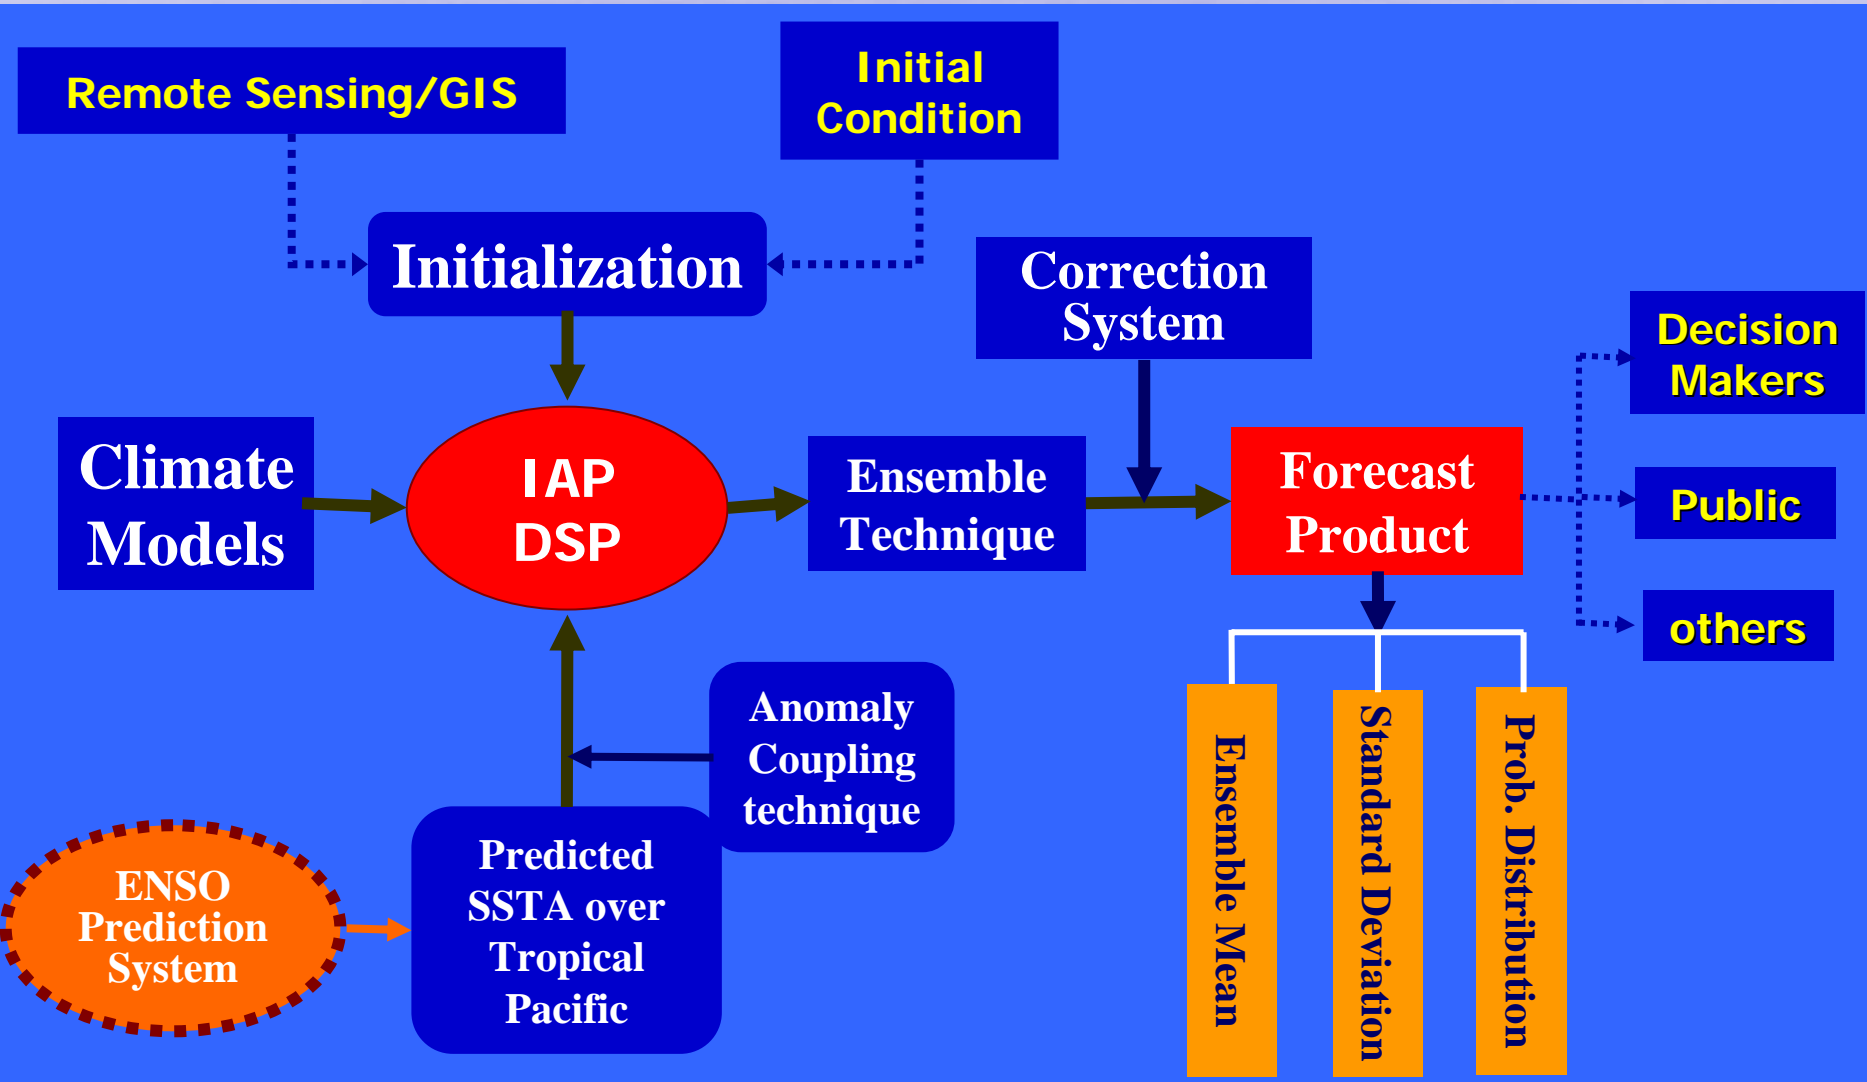 Remote Sensing/GIS
Initial
Condition
Initialization
Correction
System
Decision
Makers
Climate
Models
IAP
DSP
Ensemble
Technique
Forecast
Product
Public
others
Anomaly
Coupling
technique
ENSO
Prediction
System
Predicted
SSTA over
Tropical
Pacific
Ensemble Mean
Standard Deviation
Prob. Distribution